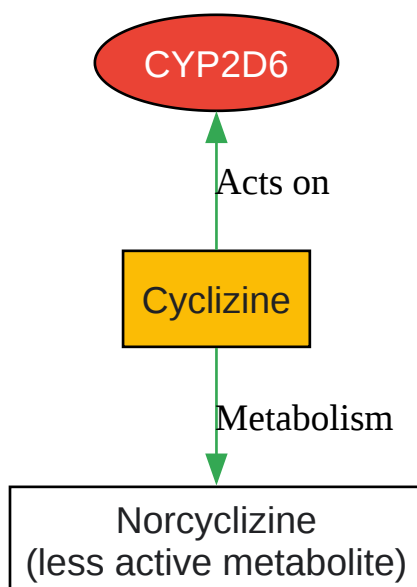 CYP2D6
Acts on
Cyclizine
Metabolism
Norcyclizine
(less active metabolite)